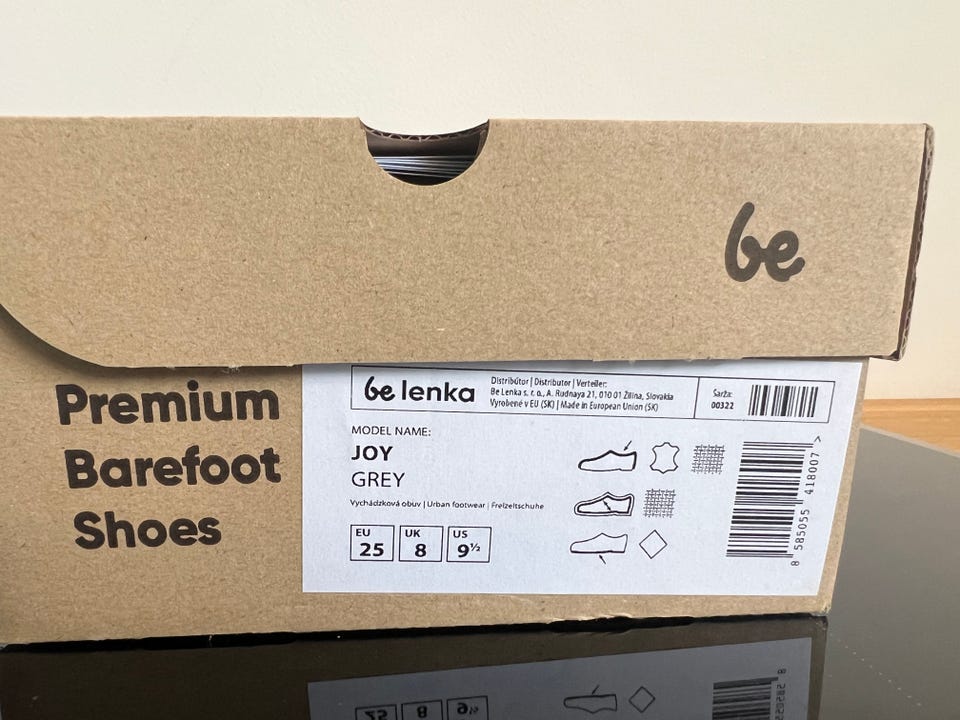 be
Premium
Barefoot
Shoes
be lenka
Distribútor | Distributor | Verteiler:
Be Lenka s. r. o., A. Rudnaya 21, 010 01 Žilina, Slovakia
Vyrobené v EU (SK) | Made in European Union (SK)
Šarža:
00322
MODEL NAME:
JOY
GREY
Vychádzková obuv | Urban footwear | Freizeitschuhe
EU
25
UK
8
US
9½
8 585055 418007 >